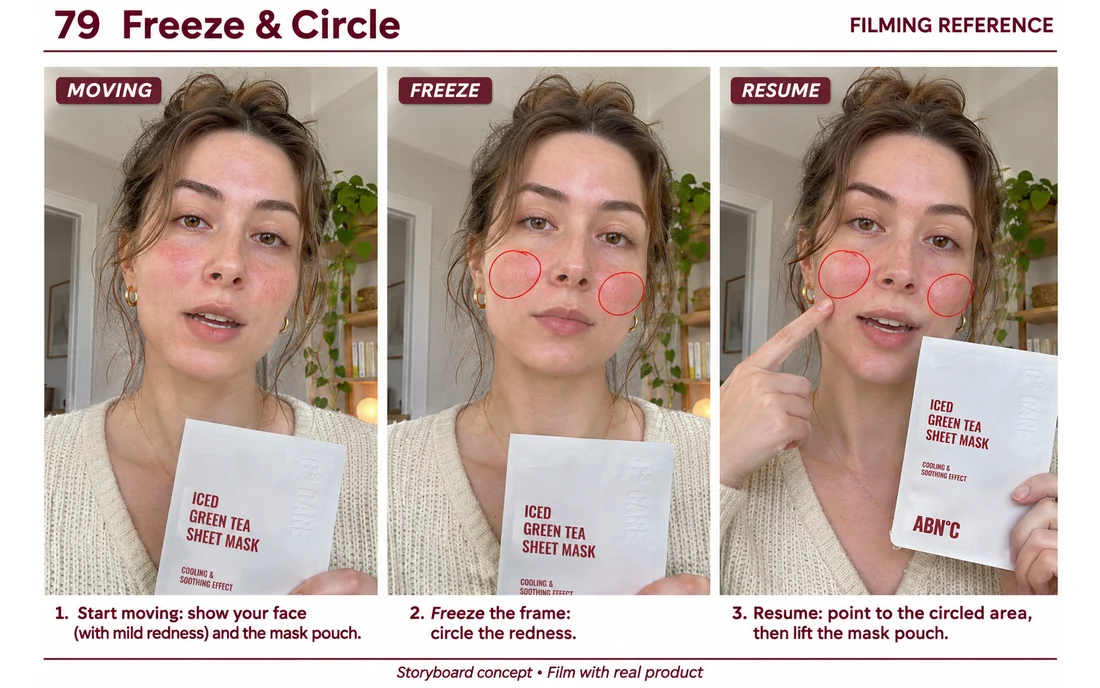 79 Freeze & Circle
FILMING REFERENCE
MOVING
FREEZE
RESUME
ICED
GREEN TEA
SHEET MASK
COOLING &
SOOTHING EFFECT
ICED
GREEN TEA
SHEET MASK
COOLING &
SOOTHING EFFECT
ICED
GREEN TEA
SHEET MASK
COOLING &
SOOTHING EFFECT
ABN°C
1. Start moving: show your face
(with mild redness) and the mask pouch.
2. Freeze the frame:
circle the redness.
3. Resume: point to the circled area,
then lift the mask pouch.
Storyboard concept • Film with real product